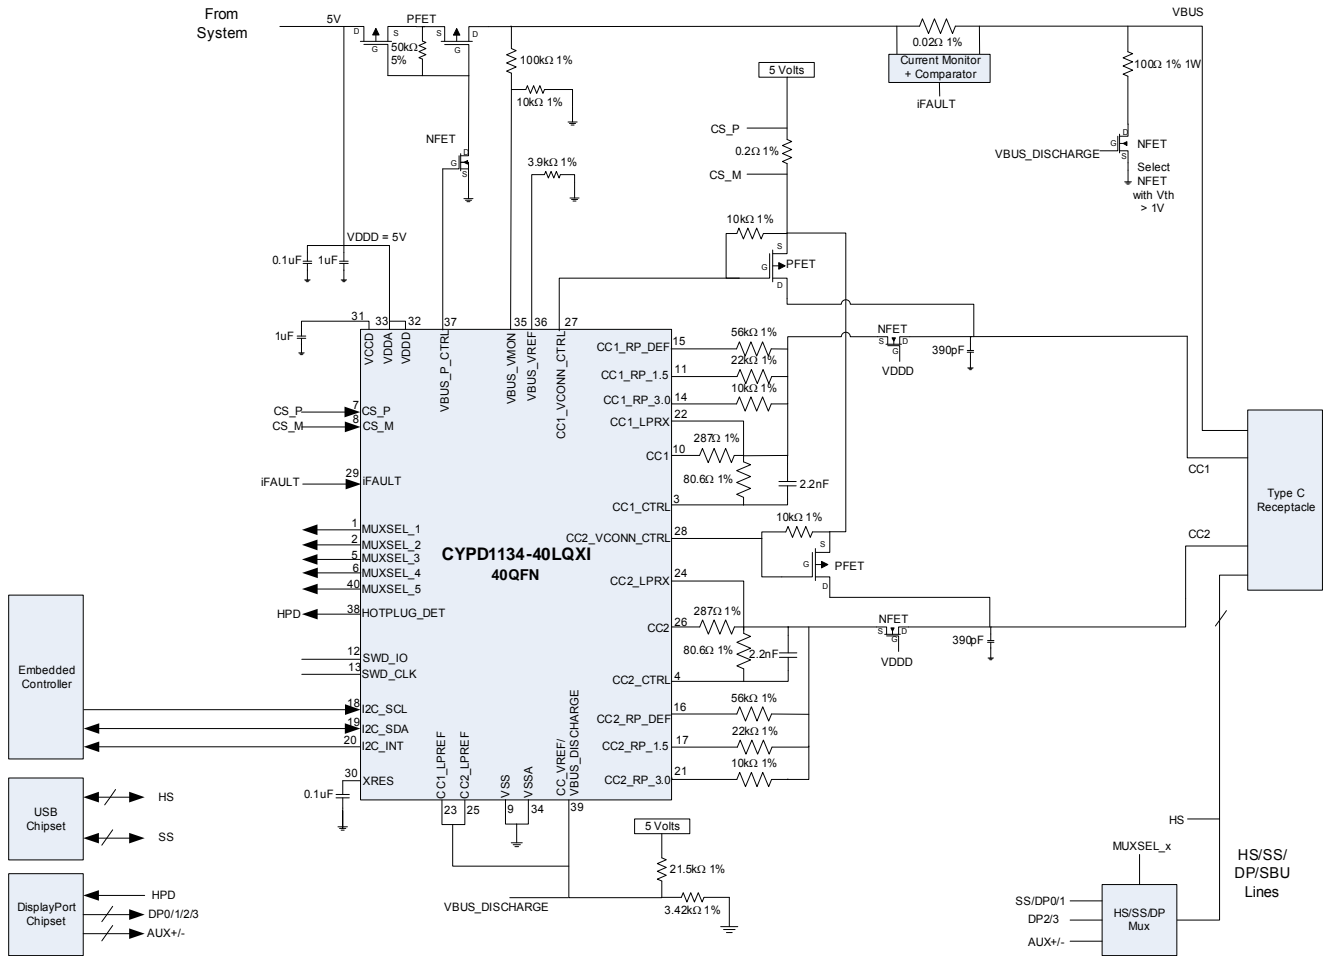 From
System
5V
PFET
D
S
G
S
D
G
50kΩ
5%
100kΩ 1%
10kΩ 1%
0.02Ω 1%
Current Monitor
+ Comparator
iFAULT
VBUS
100Ω 1% 1W
5 Volts
CS_P
0.2Ω 1%
CS_M
NFET
D
G
S
3.9kΩ 1%
VBUS_DISCHARGE
D
G
S
NFET
Select
NFET
with Vth
> 1V
10kΩ 1%
VDDD = 5V
0.1uF
1uF
S
G
D
PFET
1uF
31
33
32
37
35
36
27
VCCD
VDDA
VDDD
VBUS_P_CTRL
VBUS_VMON
VBUS_VREF
CC1_VCONN_CTRL
CC1_RP_DEF
15
56kΩ 1%
CC1_RP_1.5
11
22kΩ 1%
CC1_RP_3.0
14
10kΩ 1%
CC1_LPRX
22
CC1
10
287Ω 1%
80.6Ω 1%
2.2nF
CC1_CTRL
3
NFET
S
D
G
VDDD
390pF
CS_P
7
CS_P
CS_M
8
CS_M
iFAULT
29
iFAULT
1
MUXSEL_1
2
MUXSEL_2
5
MUXSEL_3
6
MUXSEL_4
40
MUXSEL_5
HPD
38
HOTPLUG_DET
12
SWD_IO
13
SWD_CLK
18
I2C_SCL
19
I2C_SDA
20
I2C_INT
30
XRES
0.1uF
CYPD1134-40LQXI
40QFN
CC2_VCONN_CTRL
28
10kΩ 1%
S
G
D
PFET
CC2_LPRX
24
CC2
26
287Ω 1%
80.6Ω 1%
2.2nF
CC2_CTRL
4
CC2_RP_DEF
16
56kΩ 1%
CC2_RP_1.5
17
22kΩ 1%
CC2_RP_3.0
21
10kΩ 1%
NFET
S
D
G
VDDD
390pF
CC1
CC2
Type C
Receptacle
Embedded
Controller
USB
Chipset
HS
SS
DisplayPort
Chipset
HPD
DP0/1/2/3
AUX+/-
CC1_LPREF
CC2_LPREF
VSS
VSSA
CC_VREF/
VBUS_DISCHARGE
23
25
9
34
39
5 Volts
21.5kΩ 1%
3.42kΩ 1%
VBUS_DISCHARGE
HS
MUXSEL_x
HS/SS/
DP/SBU
Lines
SS/DP0/1
DP2/3
AUX+/-
HS/SS/DP
Mux